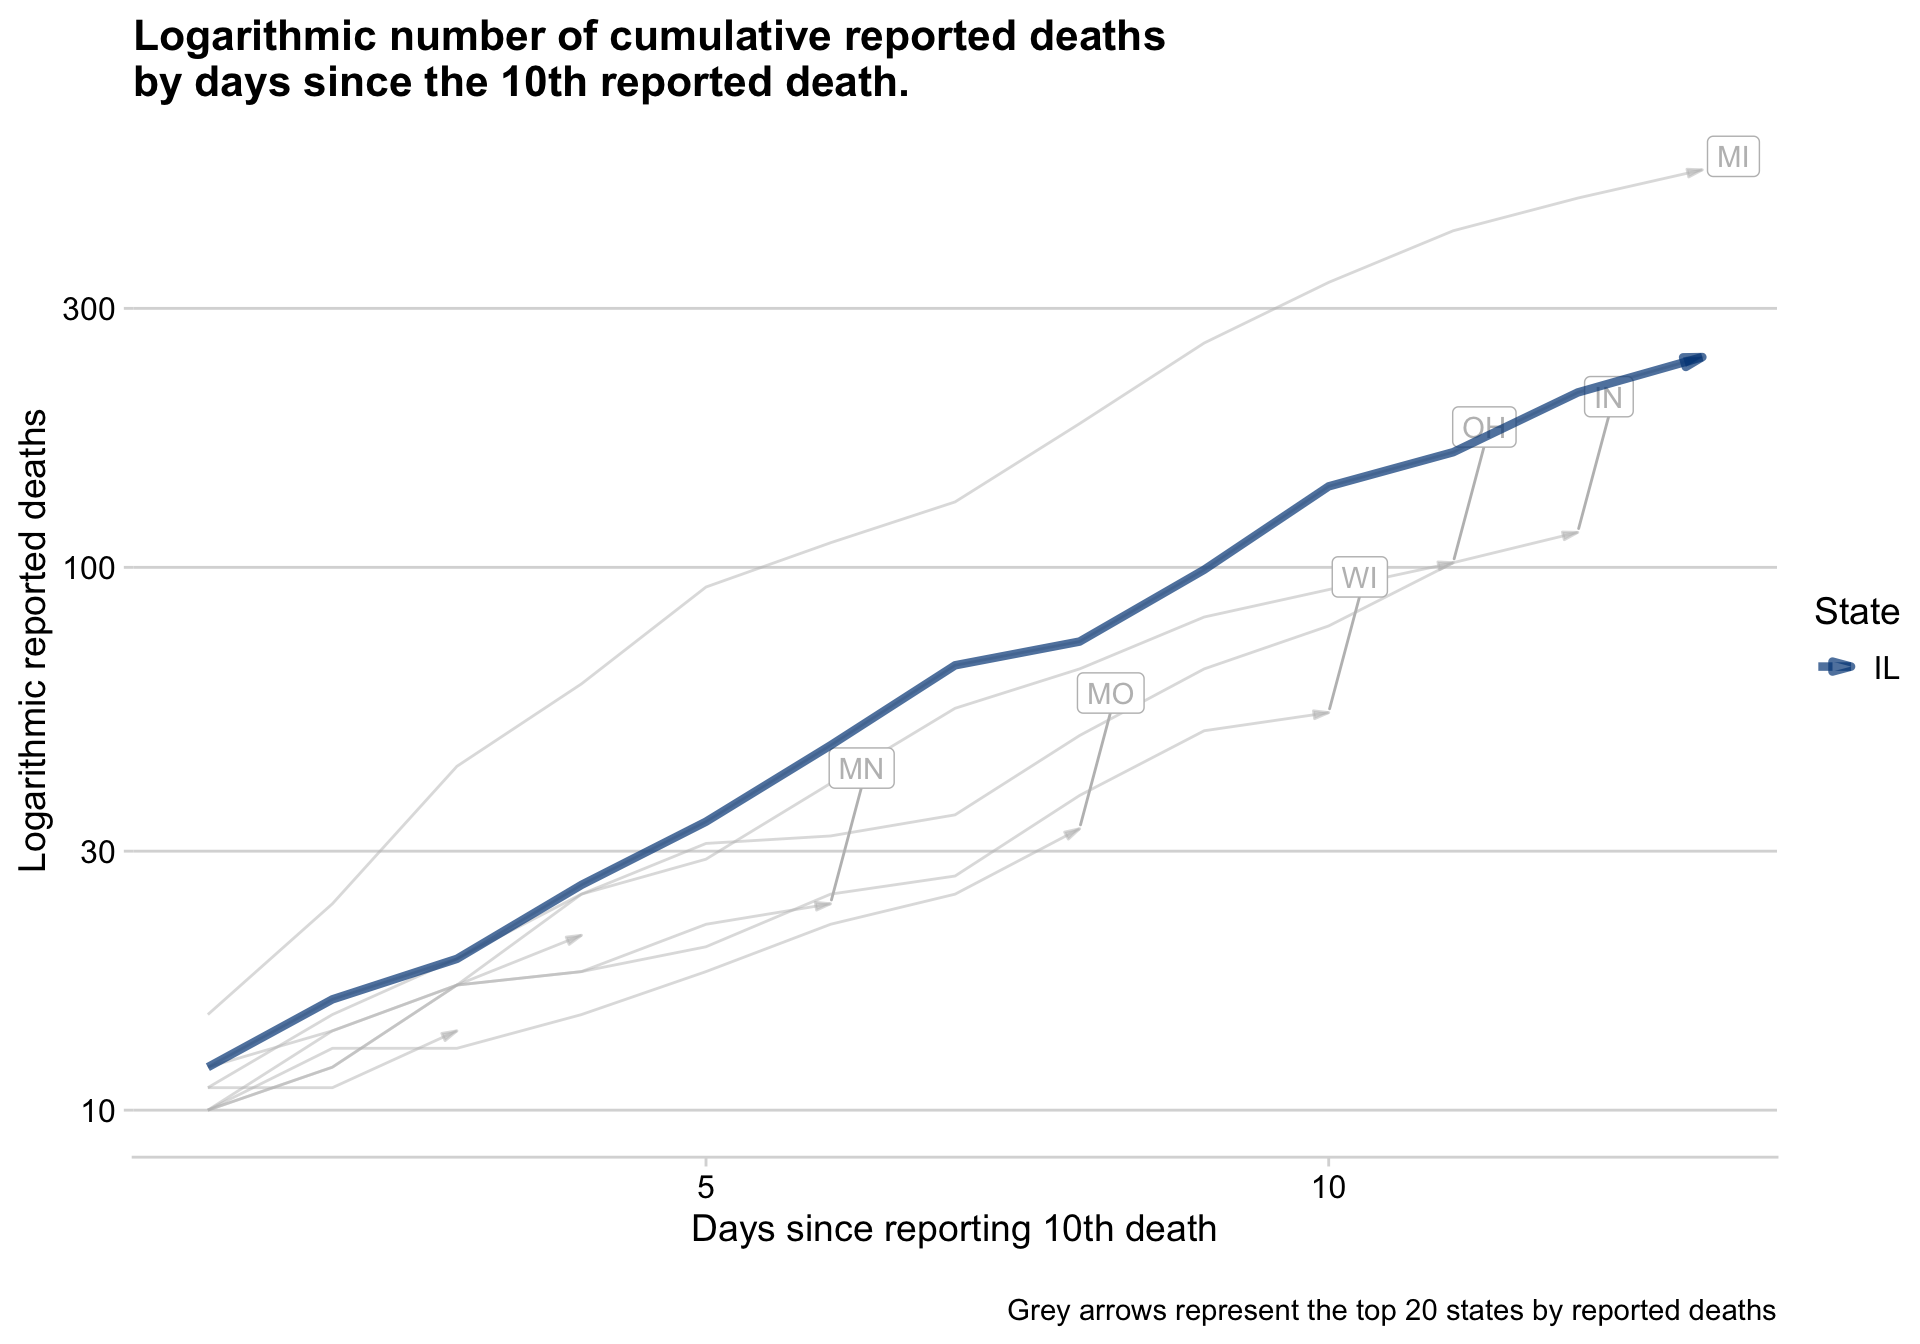 Logarithmic number of cumulative reported deaths
by days since the 10th reported death.
MI
300
IN
OH
100
WI
State
IL
MO
MN
30
10
Logarithmic reported deaths
5
10
Days since reporting 10th death
Grey arrows represent the top 20 states by reported deaths